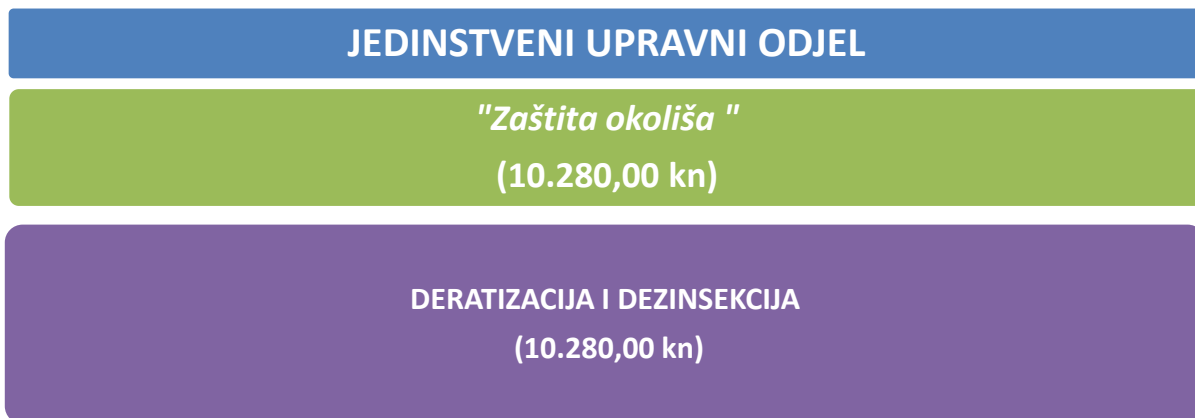 JEDINSTVENI UPRAVNI ODJEL
"Zaštita okoliša "
(10.280,00 kn)
DERATIZACIJA I DEZINSEKCIJA
(10.280,00 kn)